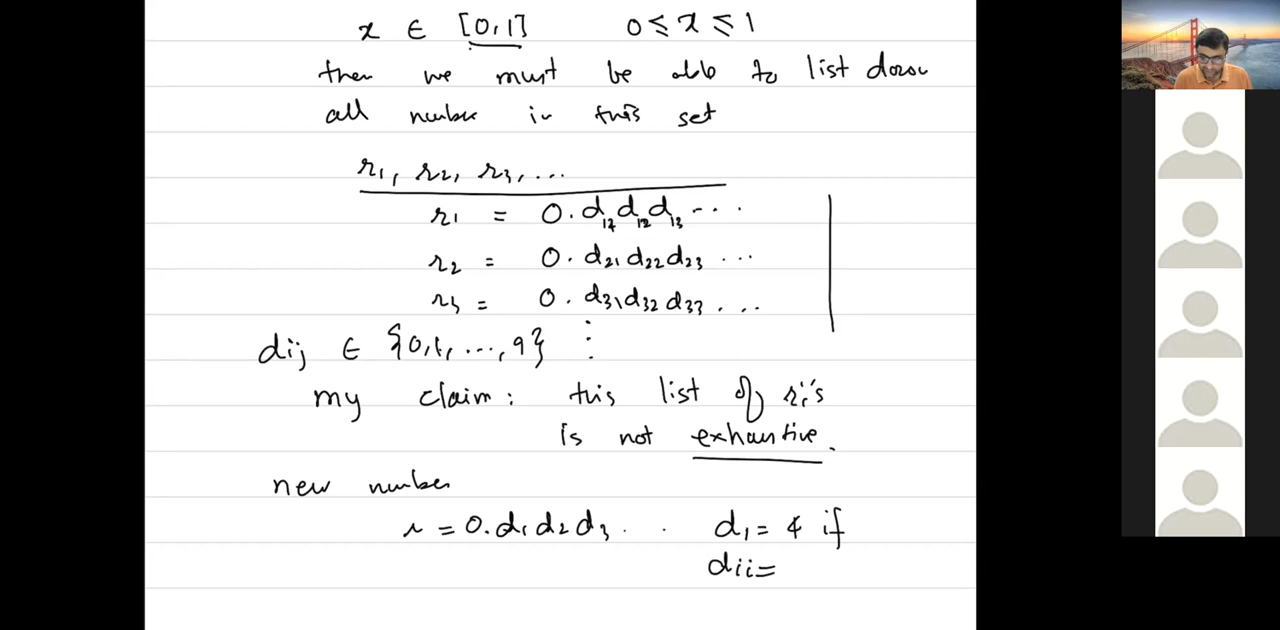 x ∈ [0,1] 0 ≤ x ≤ 1
then we must be able to list down
all number in this set
r1, r2, r3, ...
r1 = 0.d11d12d13 ...
r2 = 0.d21d22d23 ...
r3 = 0.d31d32d33 ...
dij ∈ {0,1,...,9} ⋮
my claim: this list of ri's
is not exhaustive.
new number
r = 0.d1d2d3 . . d1 = 4 if
dii=